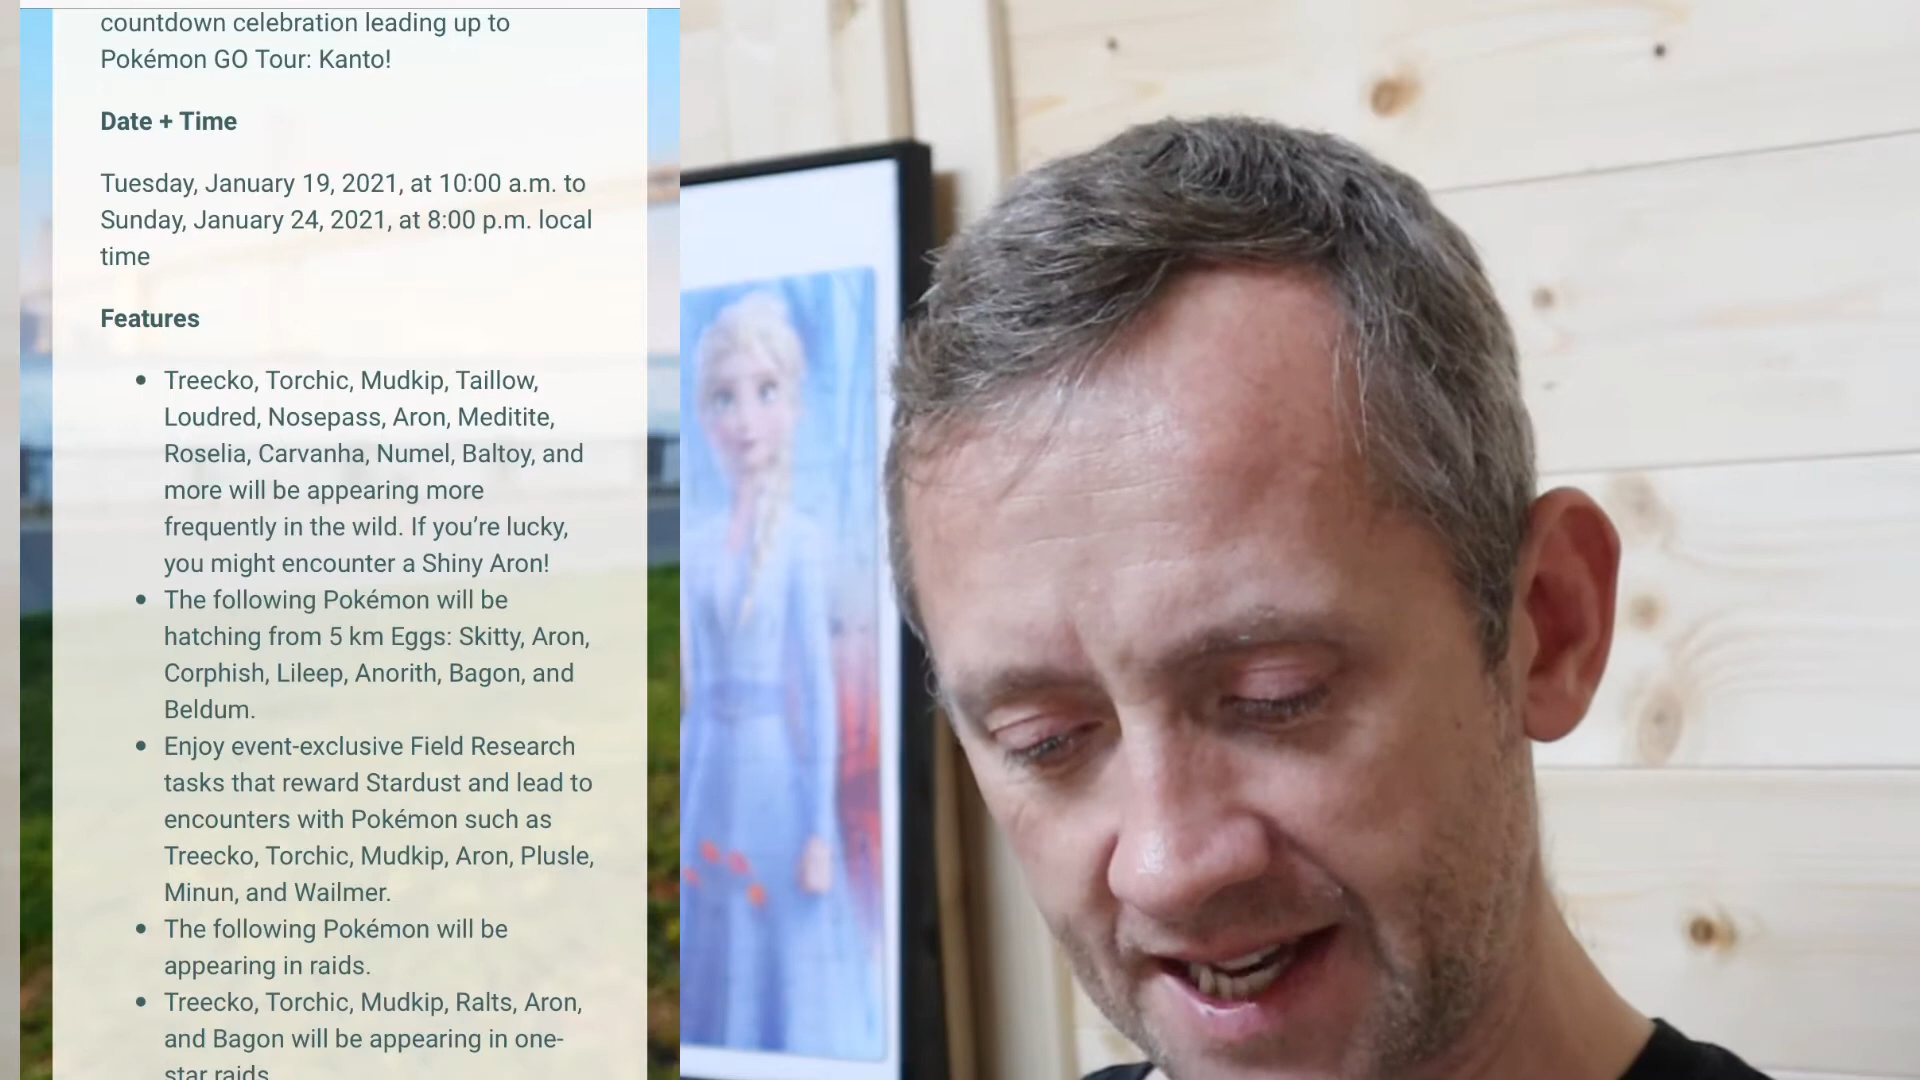 countdown celebration leading up to
Pokémon GO Tour: Kanto!
Date + Time
Tuesday, January 19, 2021, at 10:00 a.m. to
Sunday, January 24, 2021, at 8:00 p.m. local
time
Features
• Treecko, Torchic, Mudkip, Taillow,
Loudred, Nosepass, Aron, Meditite,
Roselia, Carvanha, Numel, Baltoy, and
more will be appearing more
frequently in the wild. If you’re lucky,
you might encounter a Shiny Aron!
• The following Pokémon will be
hatching from 5 km Eggs: Skitty, Aron,
Corphish, Lileep, Anorith, Bagon, and
Beldum.
• Enjoy event-exclusive Field Research
tasks that reward Stardust and lead to
encounters with Pokémon such as
Treecko, Torchic, Mudkip, Aron, Plusle,
Minun, and Wailmer.
• The following Pokémon will be
appearing in raids.
• Treecko, Torchic, Mudkip, Ralts, Aron,
and Bagon will be appearing in one-
star raids